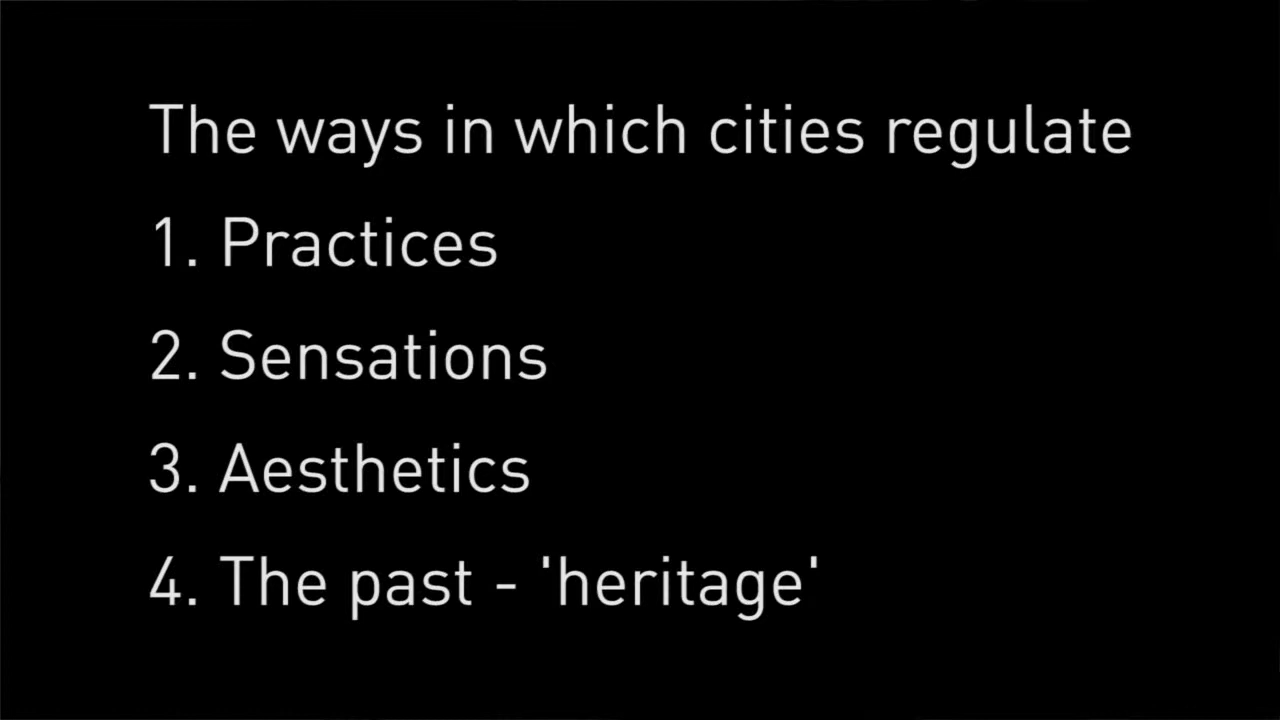 The ways in which cities regulate
1. Practices
2. Sensations
3. Aesthetics
4. The past - 'heritage'